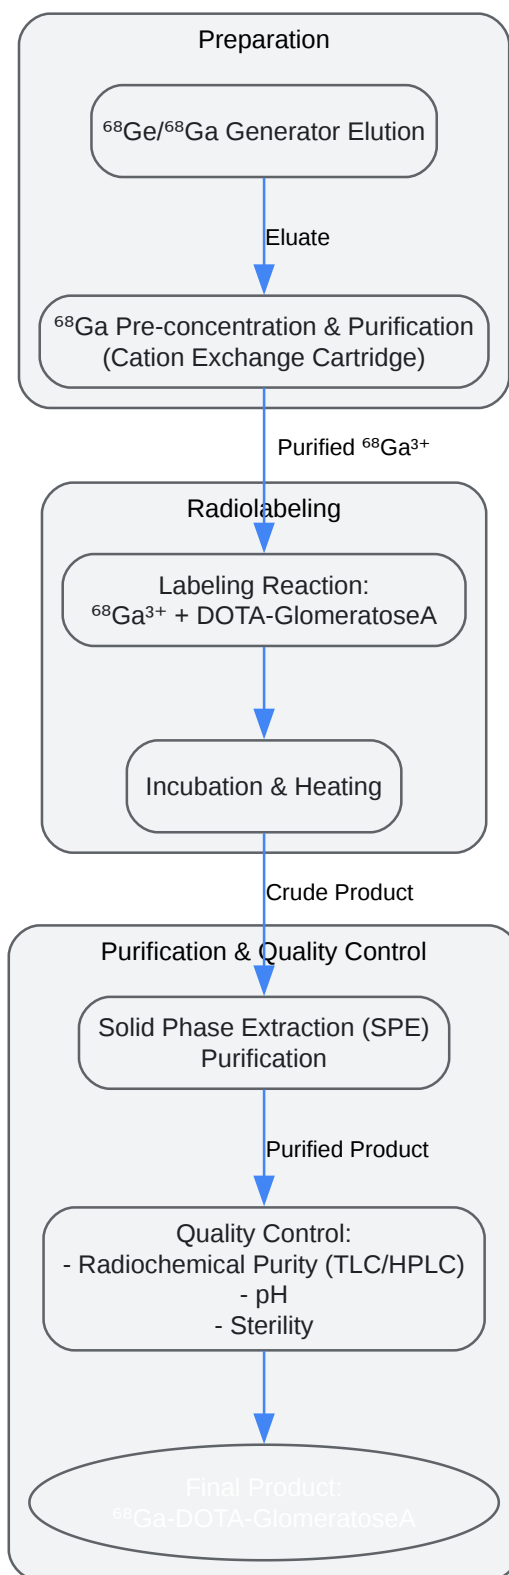 Preparation
⁶⁸Ge/⁶⁸Ga Generator Elution
Eluate
⁶⁸Ga Pre-concentration & Purification
(Cation Exchange Cartridge)
Purified ⁶⁸Ga³⁺
Radiolabeling
Labeling Reaction:
⁶⁸Ga³⁺ + DOTA-GlomeratoseA
Incubation & Heating
Crude Product
Purification & Quality Control
Solid Phase Extraction (SPE)
Purification
Purified Product
Quality Control:
- Radiochemical Purity (TLC/HPLC)
- pH
- Sterility
Final Product:
⁶⁸Ga-DOTA-GlomeratoseA